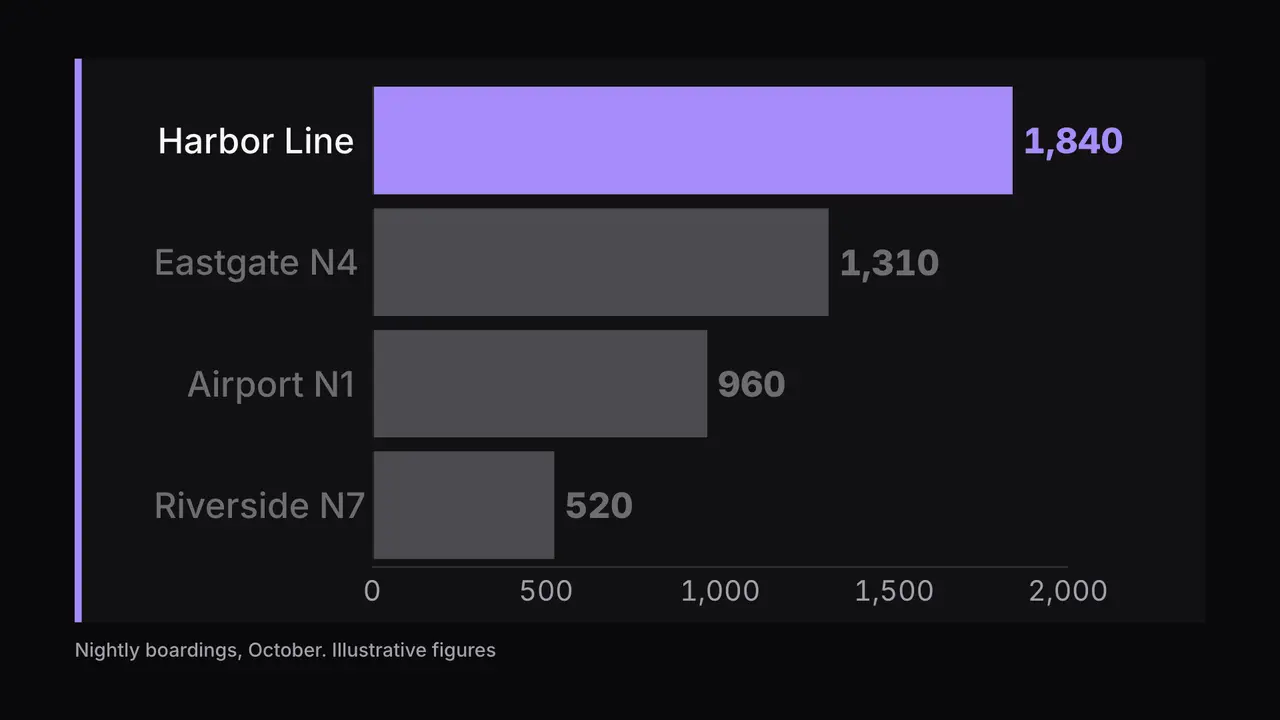 Harbor Line 1,840
Eastgate N4 1,310
Airport N1 960
Riverside N7 520
0 500 1,000 1,500 2,000
Nightly boardings, October. Illustrative figures